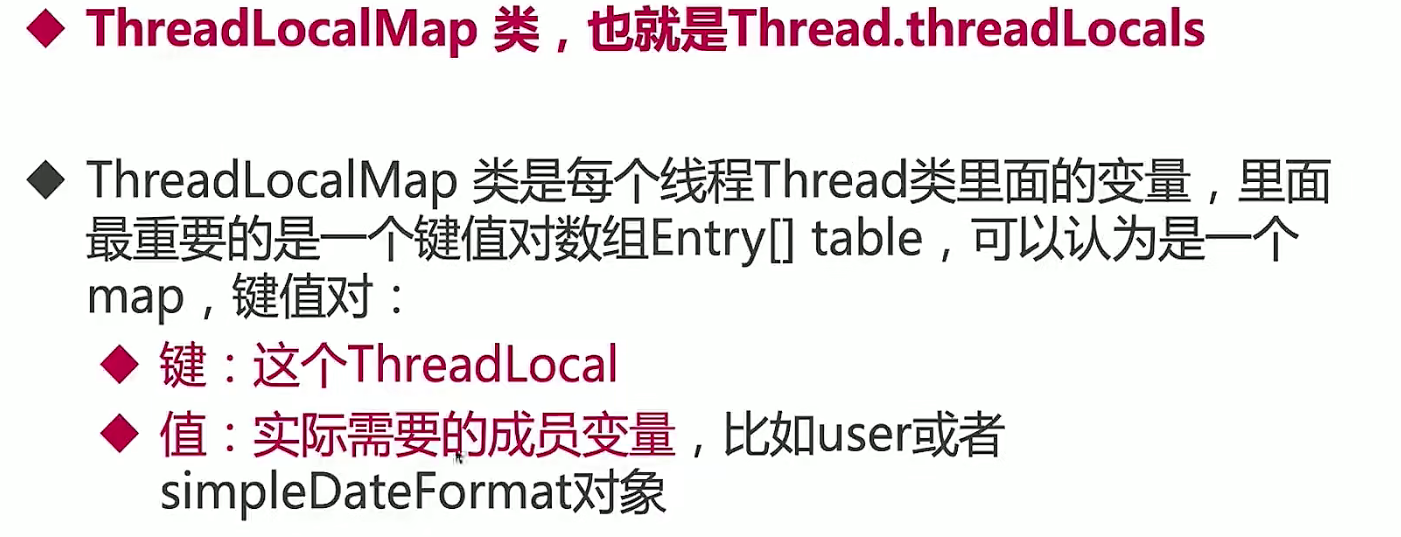 ThreadLocalMap 类，也就是Thread.threadLocals
ThreadLocalMap 类是每个线程Thread类里面的变量，里面
最重要的是一个键值对数组Entry[] table，可以认为是一个
map，键值对：
键：这个ThreadLocal
值：实际需要的成员变量，比如user或者
simpleDateFormat对象